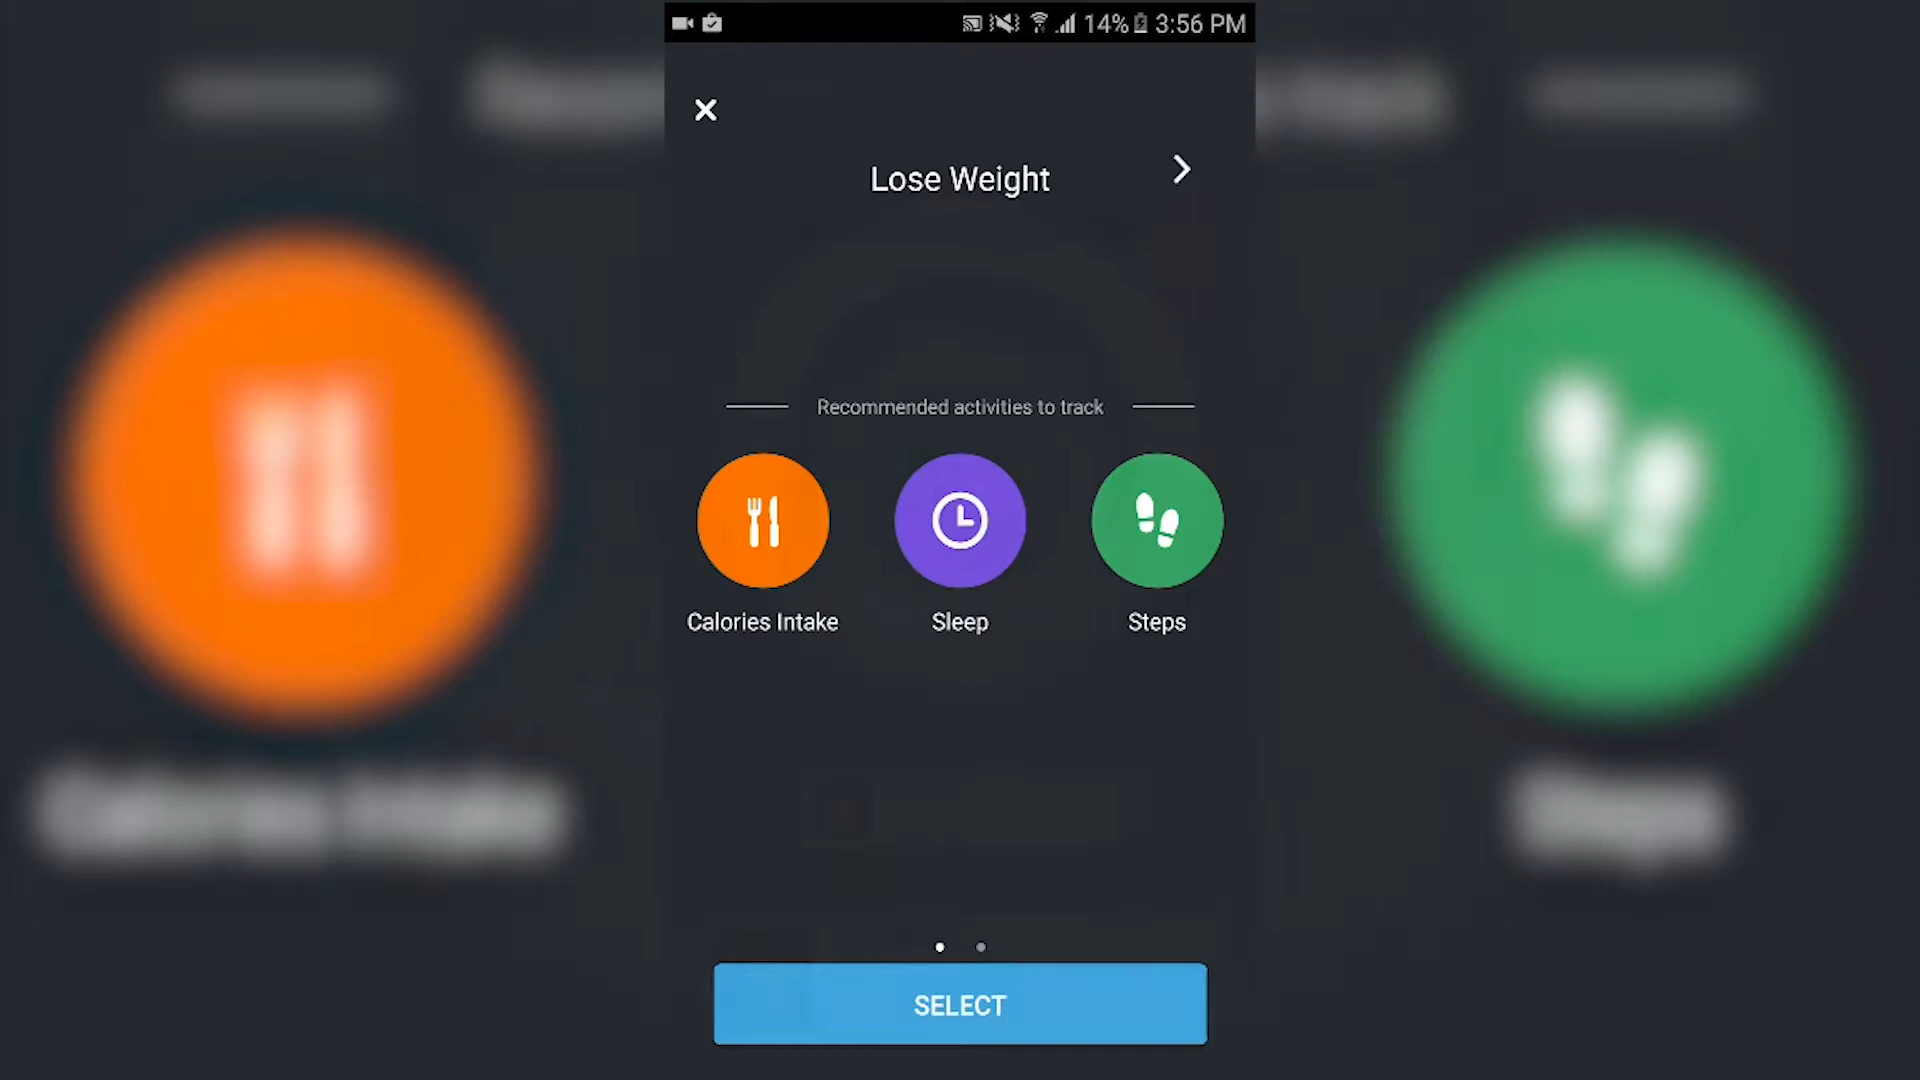 14% 3:56 PM
Lose Weight
Recommended activities to track
Calories Intake
Sleep
Steps
SELECT